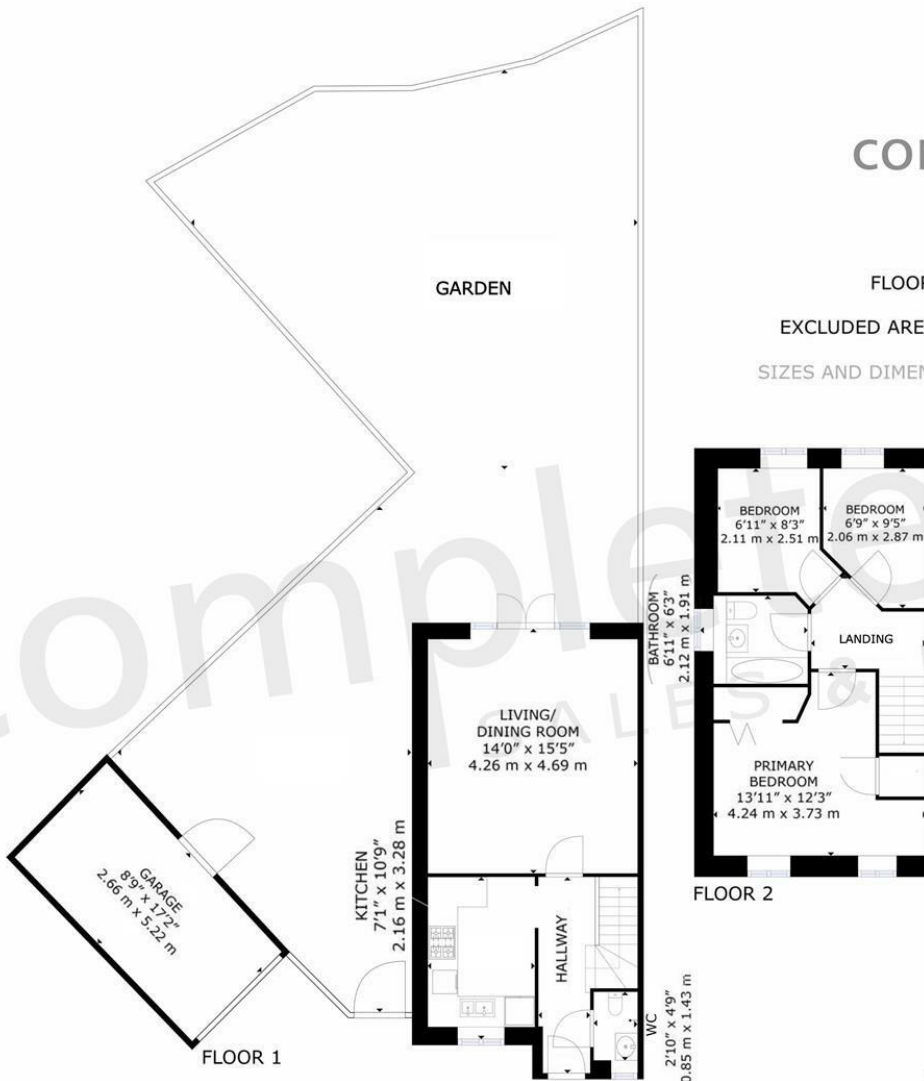 COI
FLOOR
EXCLUDED ARE
SIZES AND DIMEN
GARDEN
complete
SALES &
BEDROOM
6'11" x 8'3"
2.11 m x 2.51 m
BEDROOM
6'9" x 9'5"
2.06 m x 2.87 m
BATHROOM
6'11" x 6'3"
2.12 m x 1.91 m
LANDING
PRIMARY
BEDROOM
13'11" x 12'3"
4.24 m x 3.73 m
FLOOR 2
LIVING/
DINING ROOM
14'0" x 15'5"
4.26 m x 4.69 m
KITCHEN
7'1" x 10'9"
2.16 m x 3.28 m
HALLWAY
WC
2'10" x 4'9"
0.85 m x 1.43 m
GARAGE
8'9" x 17'2"
2.66 m x 5.22 m
FLOOR 1